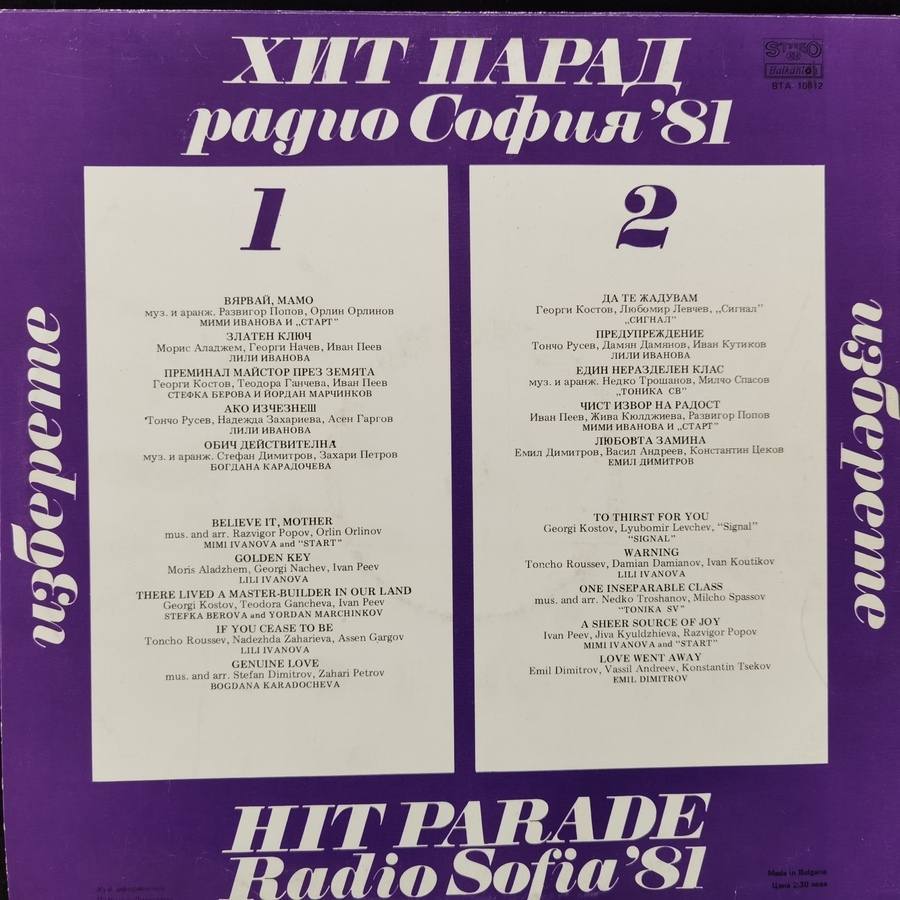 ХИТ ПАРАД
радио София '81
STEREO
Balkanton
BTA 10812
изберете
изберете
1
ВЯРВАЙ, МАМО
муз. и аранж. Развигор Попов, Орлин Орлинов
МИМИ ИВАНОВА И „СТАРТ"
ЗЛАТЕН КЛЮЧ
Морис Аладжем, Георги Начев, Иван Пеев
ЛИЛИ ИВАНОВА
ПРЕМИНАЛ МАЙСТОР ПРЕЗ ЗЕМЯТА
Георги Костов, Теодора Ганчева, Иван Пеев
СТЕФКА БЕРОВА И ЙОРДАН МАРЧИНКОВ
АКО ИЗЧЕЗНЕШ
Тончо Русев, Надежда Захариева, Асен Гаргов
ЛИЛИ ИВАНОВА
ОБИЧ ДЕЙСТВИТЕЛНА
муз. и аранж. Стефан Димитров, Захари Петров
БОГДАНА КАРАДОЧЕВА
BELIEVE IT, MOTHER
mus. and arr. Razvigor Popov, Orlin Orlinov
MIMI IVANOVA and "START"
GOLDEN KEY
Moris Aladzhem, Georgi Nachev, Ivan Peev
LILI IVANOVA
THERE LIVED A MASTER-BUILDER IN OUR LAND
Georgi Kostov, Teodora Gancheva, Ivan Peev
STEFKA BEROVA and YORDAN MARCHINKOV
IF YOU CEASE TO BE
Toncho Roussev, Nadezhda Zaharieva, Assen Gargov
LILI IVANOVA
GENUINE LOVE
mus. and arr. Stefan Dimitrov, Zahari Petrov
BOGDANA KARADOCHEVA
2
ДА ТЕ ЖАДУВАМ
Георги Костов, Любомир Левчев, „Сигнал"
„СИГНАЛ"
ПРЕДУПРЕЖДЕНИЕ
Тончо Русев, Дамян Дамянов, Иван Кутиков
ЛИЛИ ИВАНОВА
ЕДИН НЕРАЗДЕЛЕН КЛАС
муз. и аранж. Недко Трошанов, Милчо Спасов
„ТОНИКА СВ"
ЧИСТ ИЗВОР НА РАДОСТ
Иван Пеев, Жива Кюлджиева, Развигор Попов
МИМИ ИВАНОВА И „СТАРТ"
ЛЮБОВТА ЗАМИНА
Емил Димитров, Васил Андреев, Константин Цеков
ЕМИЛ ДИМИТРОВ
TO THIRST FOR YOU
Georgi Kostov, Lyubomir Levchev, "Signal"
"SIGNAL"
WARNING
Toncho Roussev, Damian Damianov, Ivan Koutikov
LILI IVANOVA
ONE INSEPARABLE CLASS
mus. and arr. Nedko Troshanov, Milcho Spassov
"TONIKA SV"
A SHEER SOURCE OF JOY
Ivan Peev, Jiva Kyuldzhieva, Razvigor Popov
MIMI IVANOVA and "START"
LOVE WENT AWAY
Emil Dimitrov, Vassil Andreev, Konstantin Tsekov
EMIL DIMITROV
HIT PARADE
Radio Sofia '81
Made in Bulgaria
Цена 2.30 лева